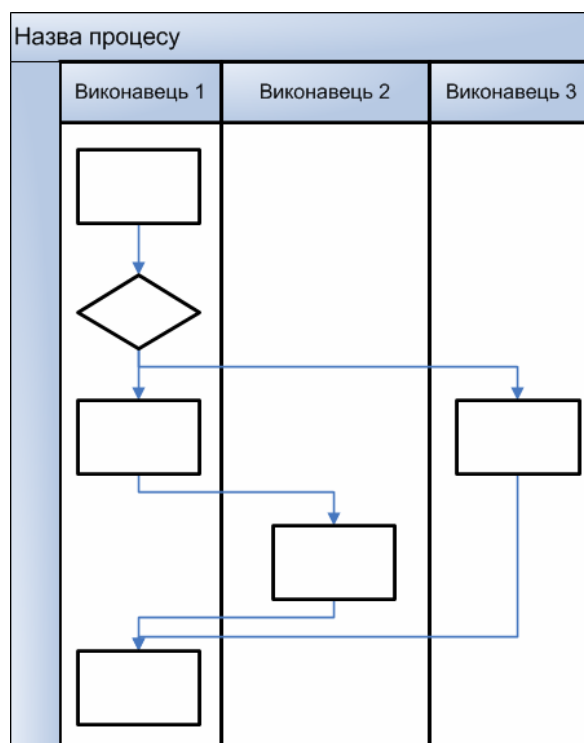 Назва процесу
Виконавець 1
Виконавець 2
Виконавець 3